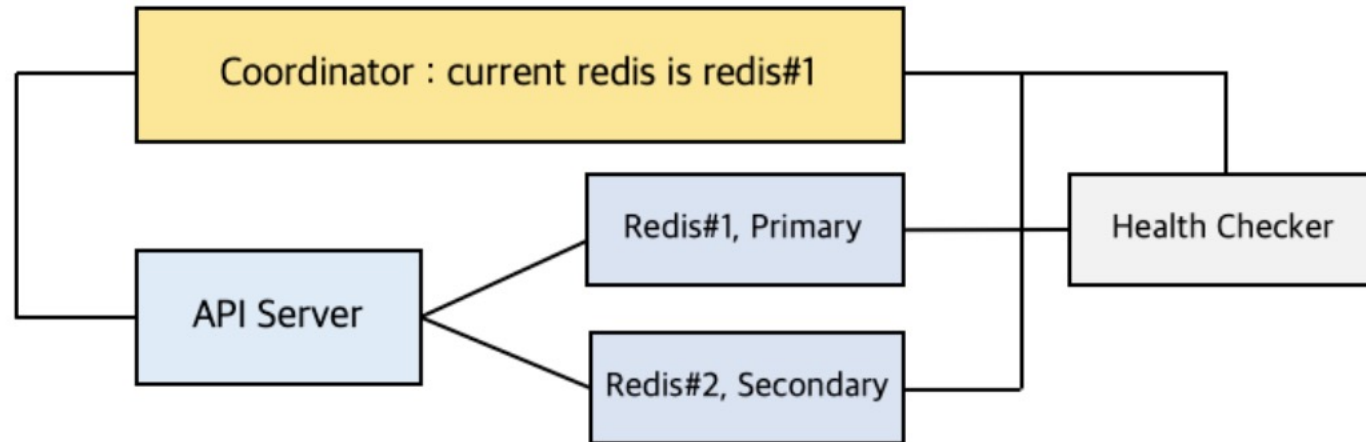 Coordinator : current redis is redis#1
Redis#1, Primary
Health Checker
API Server
Redis#2, Secondary